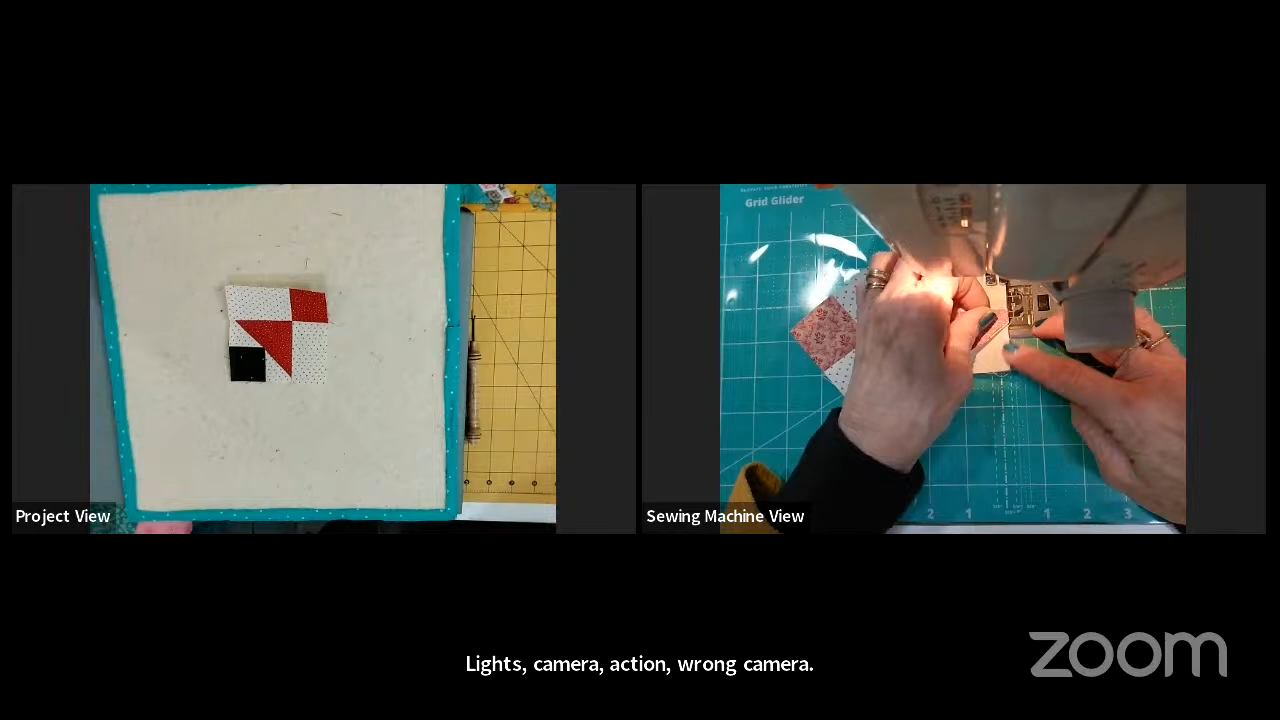 Grid Glider
Project View
Sewing Machine View
2 1 1 2 3
Lights, camera, action, wrong camera.
zoom